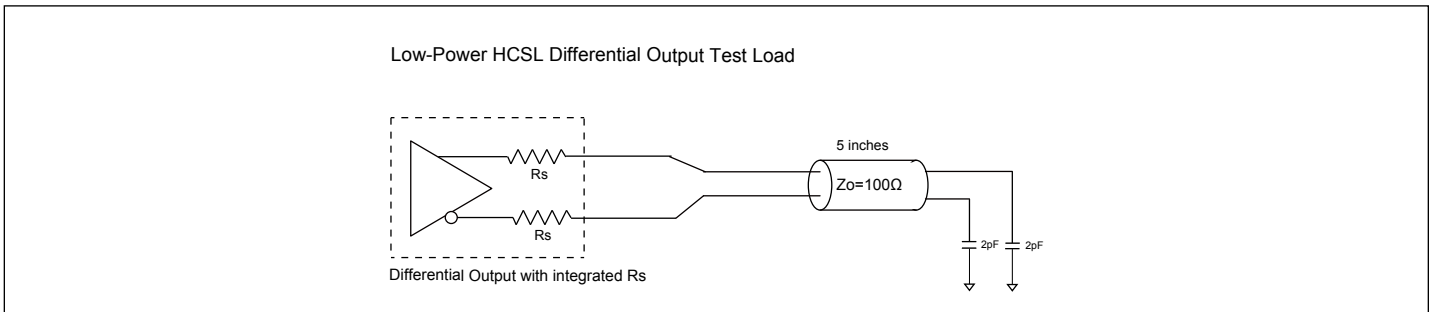 Low-Power HCSL Differential Output Test Load
5 inches
Rs
Zo=100Ω
Rs
2pF
2pF
Differential Output with integrated Rs